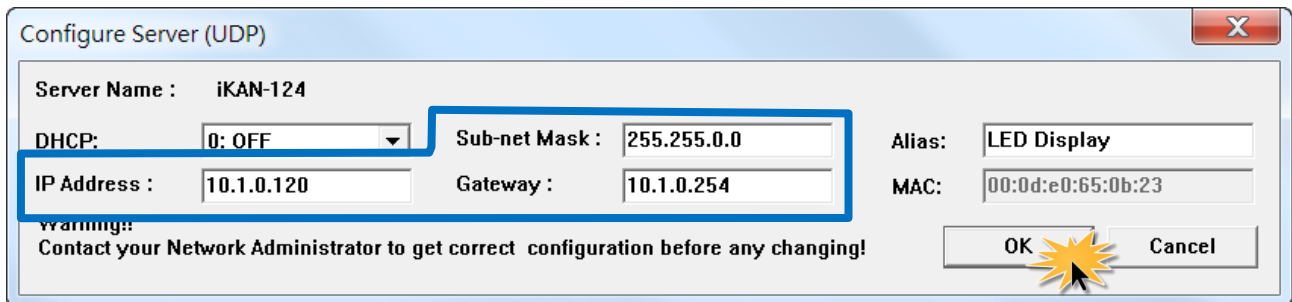 Configure Server (UDP)
Server Name : iKAN-124
DHCP: 0: OFF Sub-net Mask : 255.255.0.0 Alias: LED Display
IP Address : 10.1.0.120 Gateway : 10.1.0.254 MAC: 00:0d:e0:65:0b:23
Warning!!
Contact your Network Administrator to get correct configuration before any changing!
OK Cancel